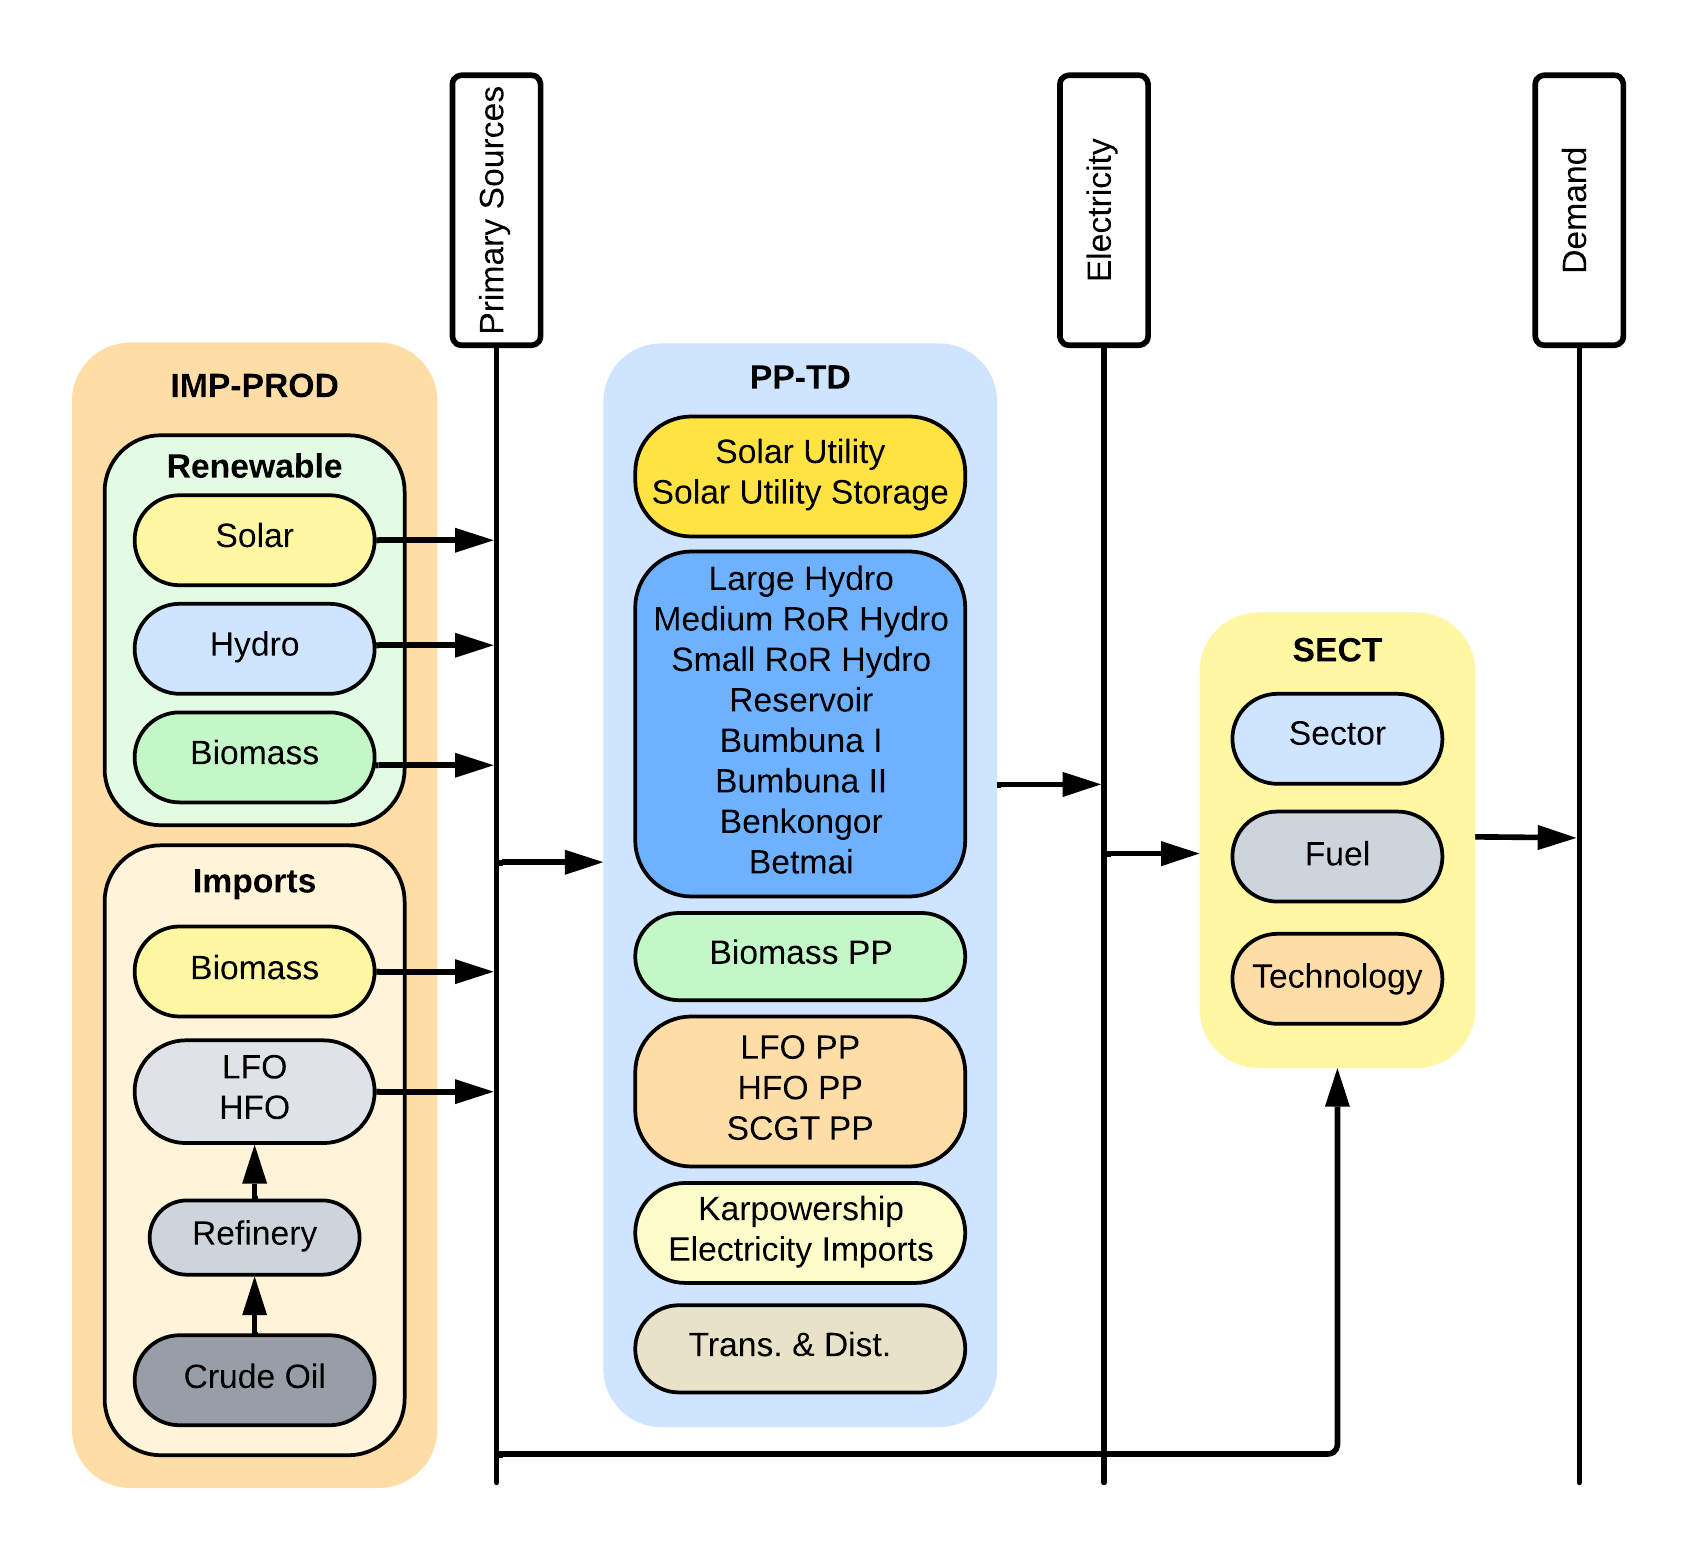 Primary Sources
Electricity
Demand
IMP-PROD
Renewable
Solar
Hydro
Biomass
Imports
Biomass
LFO
HFO
Refinery
Crude Oil
PP-TD
Solar Utility
Solar Utility Storage
Large Hydro
Medium RoR Hydro
Small RoR Hydro
Reservoir
Bumbuna I
Bumbuna II
Benkongor
Betmai
Biomass PP
LFO PP
HFO PP
SCGT PP
Karpowership
Electricity Imports
Trans. & Dist.
SECT
Sector
Fuel
Technology